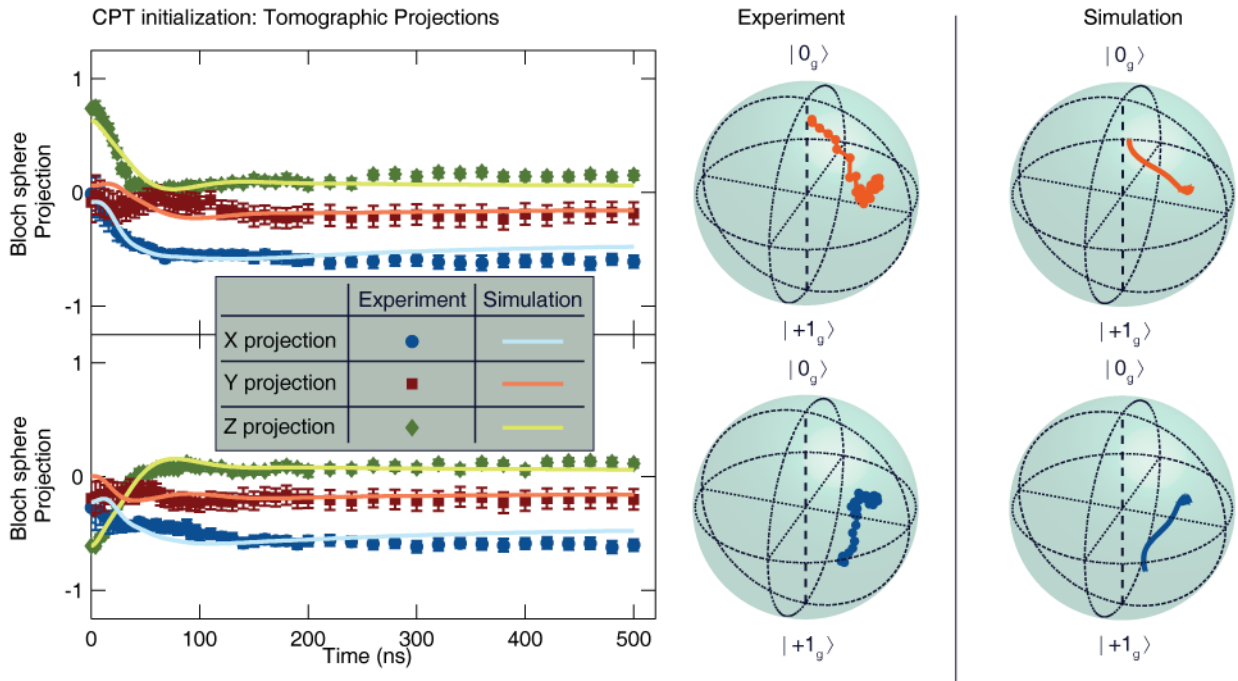 CPT initialization: Tomographic Projections
Experiment
Simulation
Bloch sphere
Projection
1
0
-1
|0g⟩
|+1g⟩
|0g⟩
|+1g⟩
Experiment Simulation
X projection
Y projection
Z projection
Bloch sphere
Projection
1
0
-1
|0g⟩
|+1g⟩
|0g⟩
|+1g⟩
0 100 200 300 400 500
Time (ns)